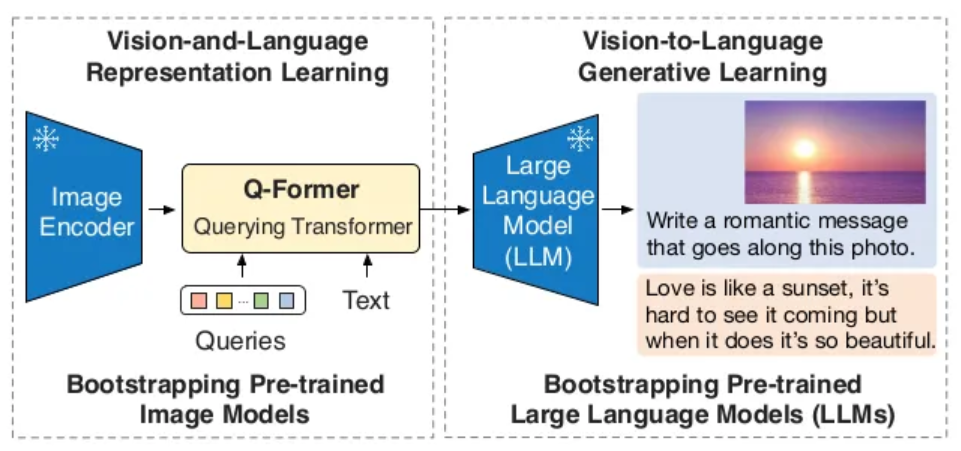 Vision-and-Language
Representation Learning
Image
Encoder
Q-Former
Querying Transformer
...
Queries
Text
Bootstrapping Pre-trained
Image Models
Vision-to-Language
Generative Learning
Large
Language
Model
(LLM)
Write a romantic message
that goes along this photo.
Love is like a sunset, it’s
hard to see it coming but
when it does it’s so beautiful.
Bootstrapping Pre-trained
Large Language Models (LLMs)